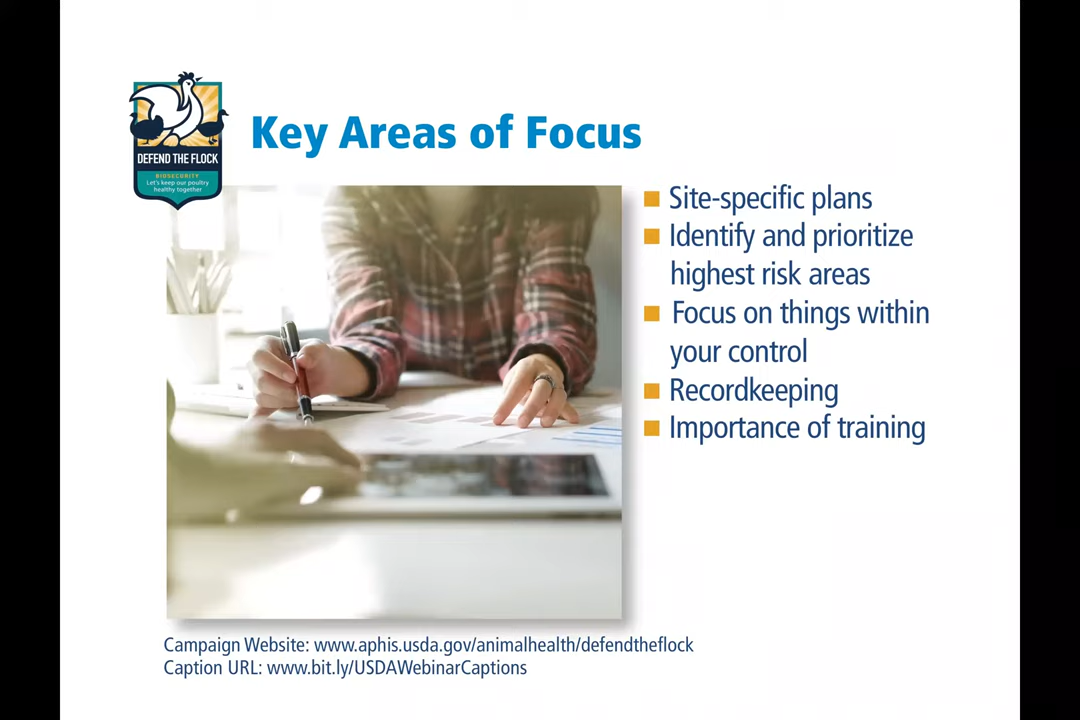 DEFEND THE FLOCK
BIOSECURITY
Let's keep our poultry
healthy together
Key Areas of Focus
Site-specific plans
Identify and prioritize
highest risk areas
Focus on things within
your control
Recordkeeping
Importance of training
Campaign Website: www.aphis.usda.gov/animalhealth/defendtheflock
Caption URL: www.bit.ly/USDAWebinarCaptions